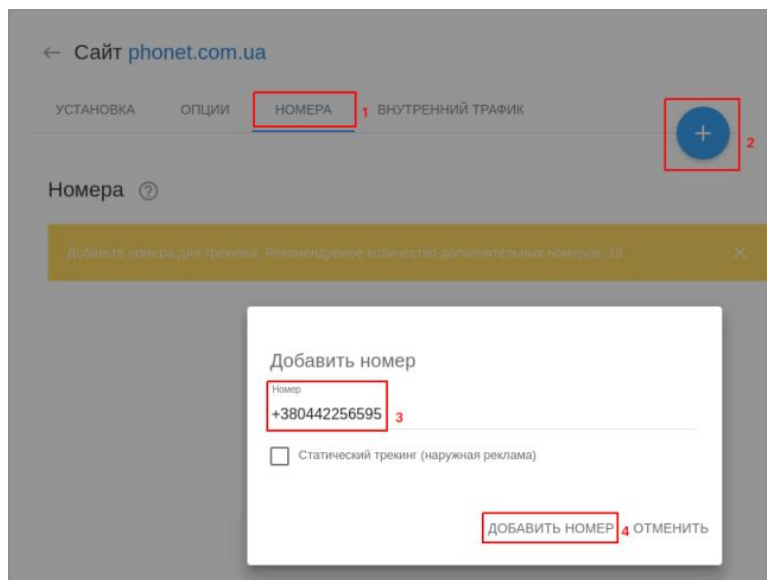 ← Сайт phonet.com.ua
УСТАНОВКА ОПЦИИ НОМЕРА 1 ВНУТРЕННИЙ ТРАФИК
+ 2
Номера ?
Добавьте номера для трекинга. Рекомендуемое количество дополнительных номеров: 19 ×
Добавить номер
Номер
+380442256595 3
Статический трекинг (наружная реклама)
ДОБАВИТЬ НОМЕР 4 ОТМЕНИТЬ